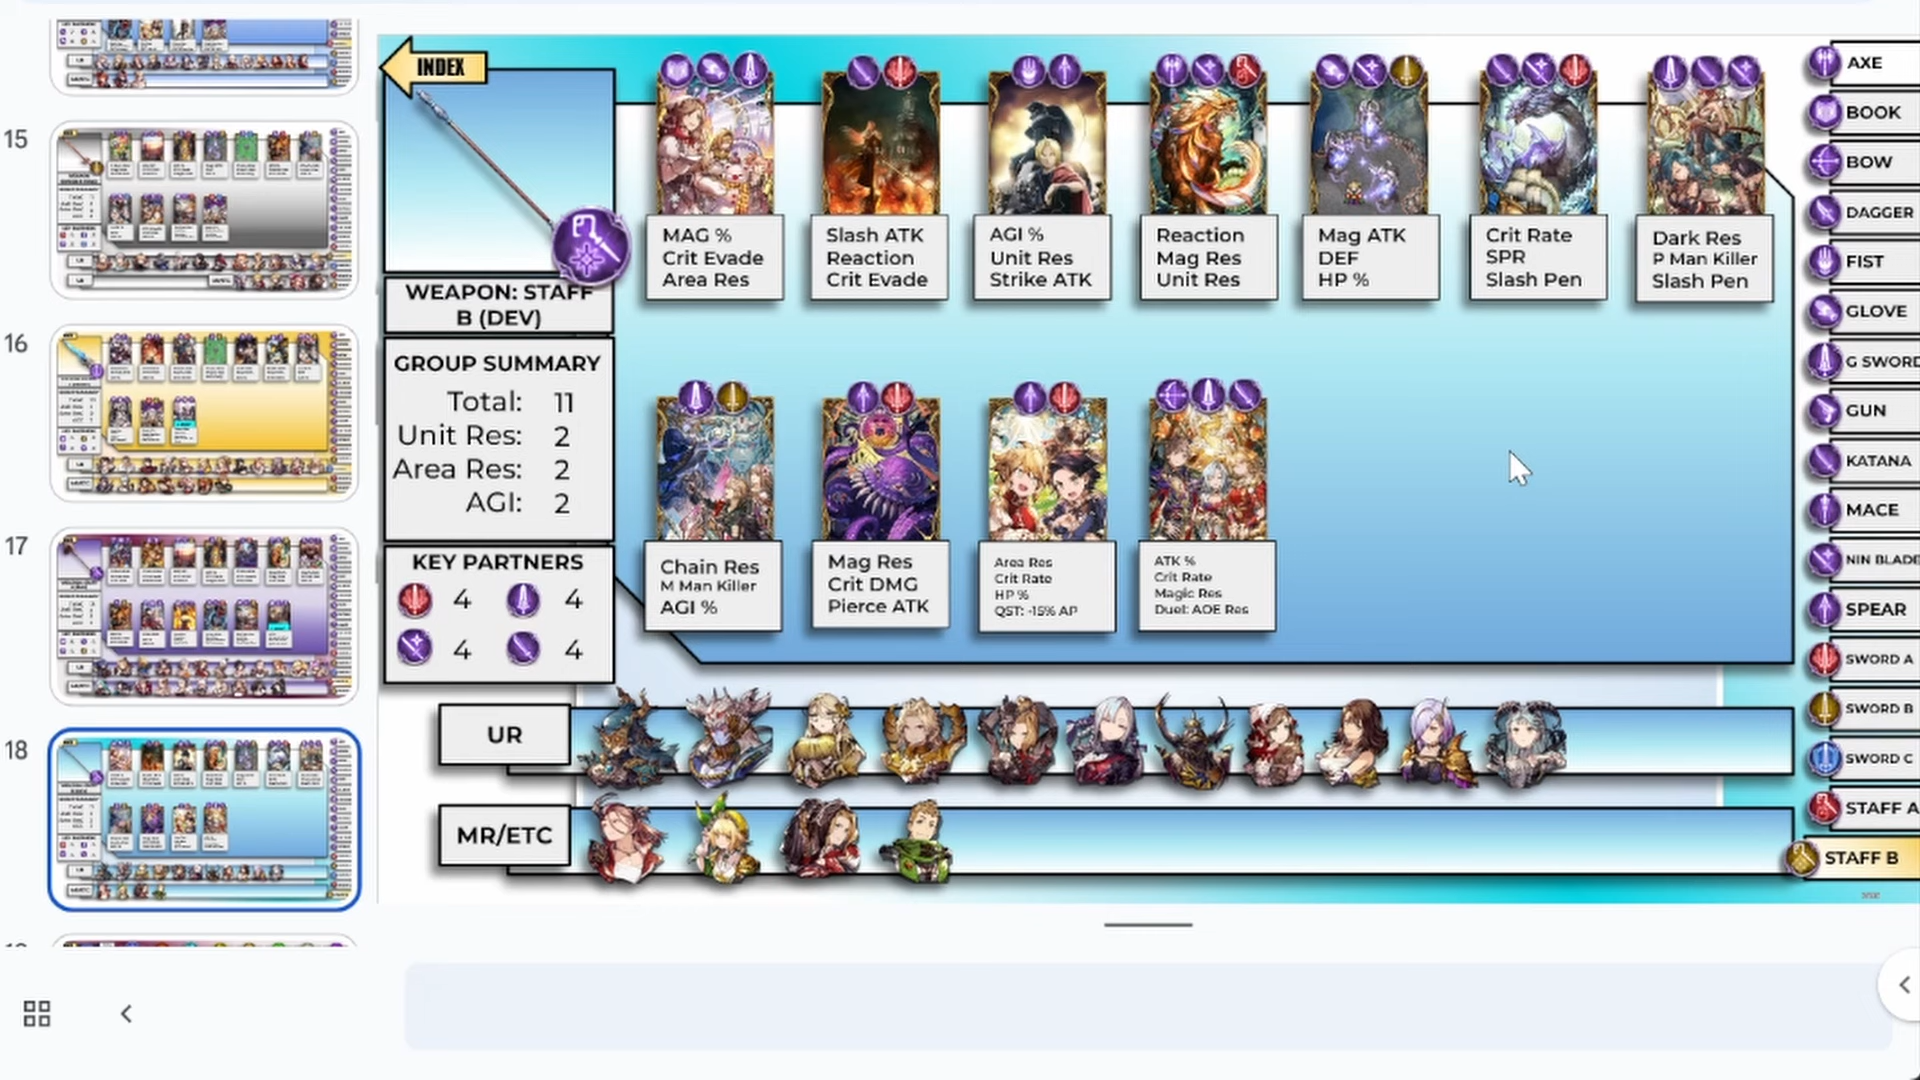 15
16
17
18
INDEX
WEAPON: STAFF
B (DEV)
GROUP SUMMARY
Total: 11
Unit Res: 2
Area Res: 2
AGI: 2
KEY PARTNERS
4 4
4 4
MAG %
Crit Evade
Area Res
Slash ATK
Reaction
Crit Evade
AGI %
Unit Res
Strike ATK
Reaction
Mag Res
Unit Res
Mag ATK
DEF
HP %
Crit Rate
SPR
Slash Pen
Dark Res
P Man Killer
Slash Pen
Chain Res
M Man Killer
AGI %
Mag Res
Crit DMG
Pierce ATK
Area Res
Crit Rate
HP %
QST: -15% AP
ATK %
Crit Rate
Magic Res
Duel: AOE Res
UR
MR/ETC
AXE
BOOK
BOW
DAGGER
FIST
GLOVE
G SWORD
GUN
KATANA
MACE
NIN BLADE
SPEAR
SWORD A
SWORD B
SWORD C
STAFF A
STAFF B